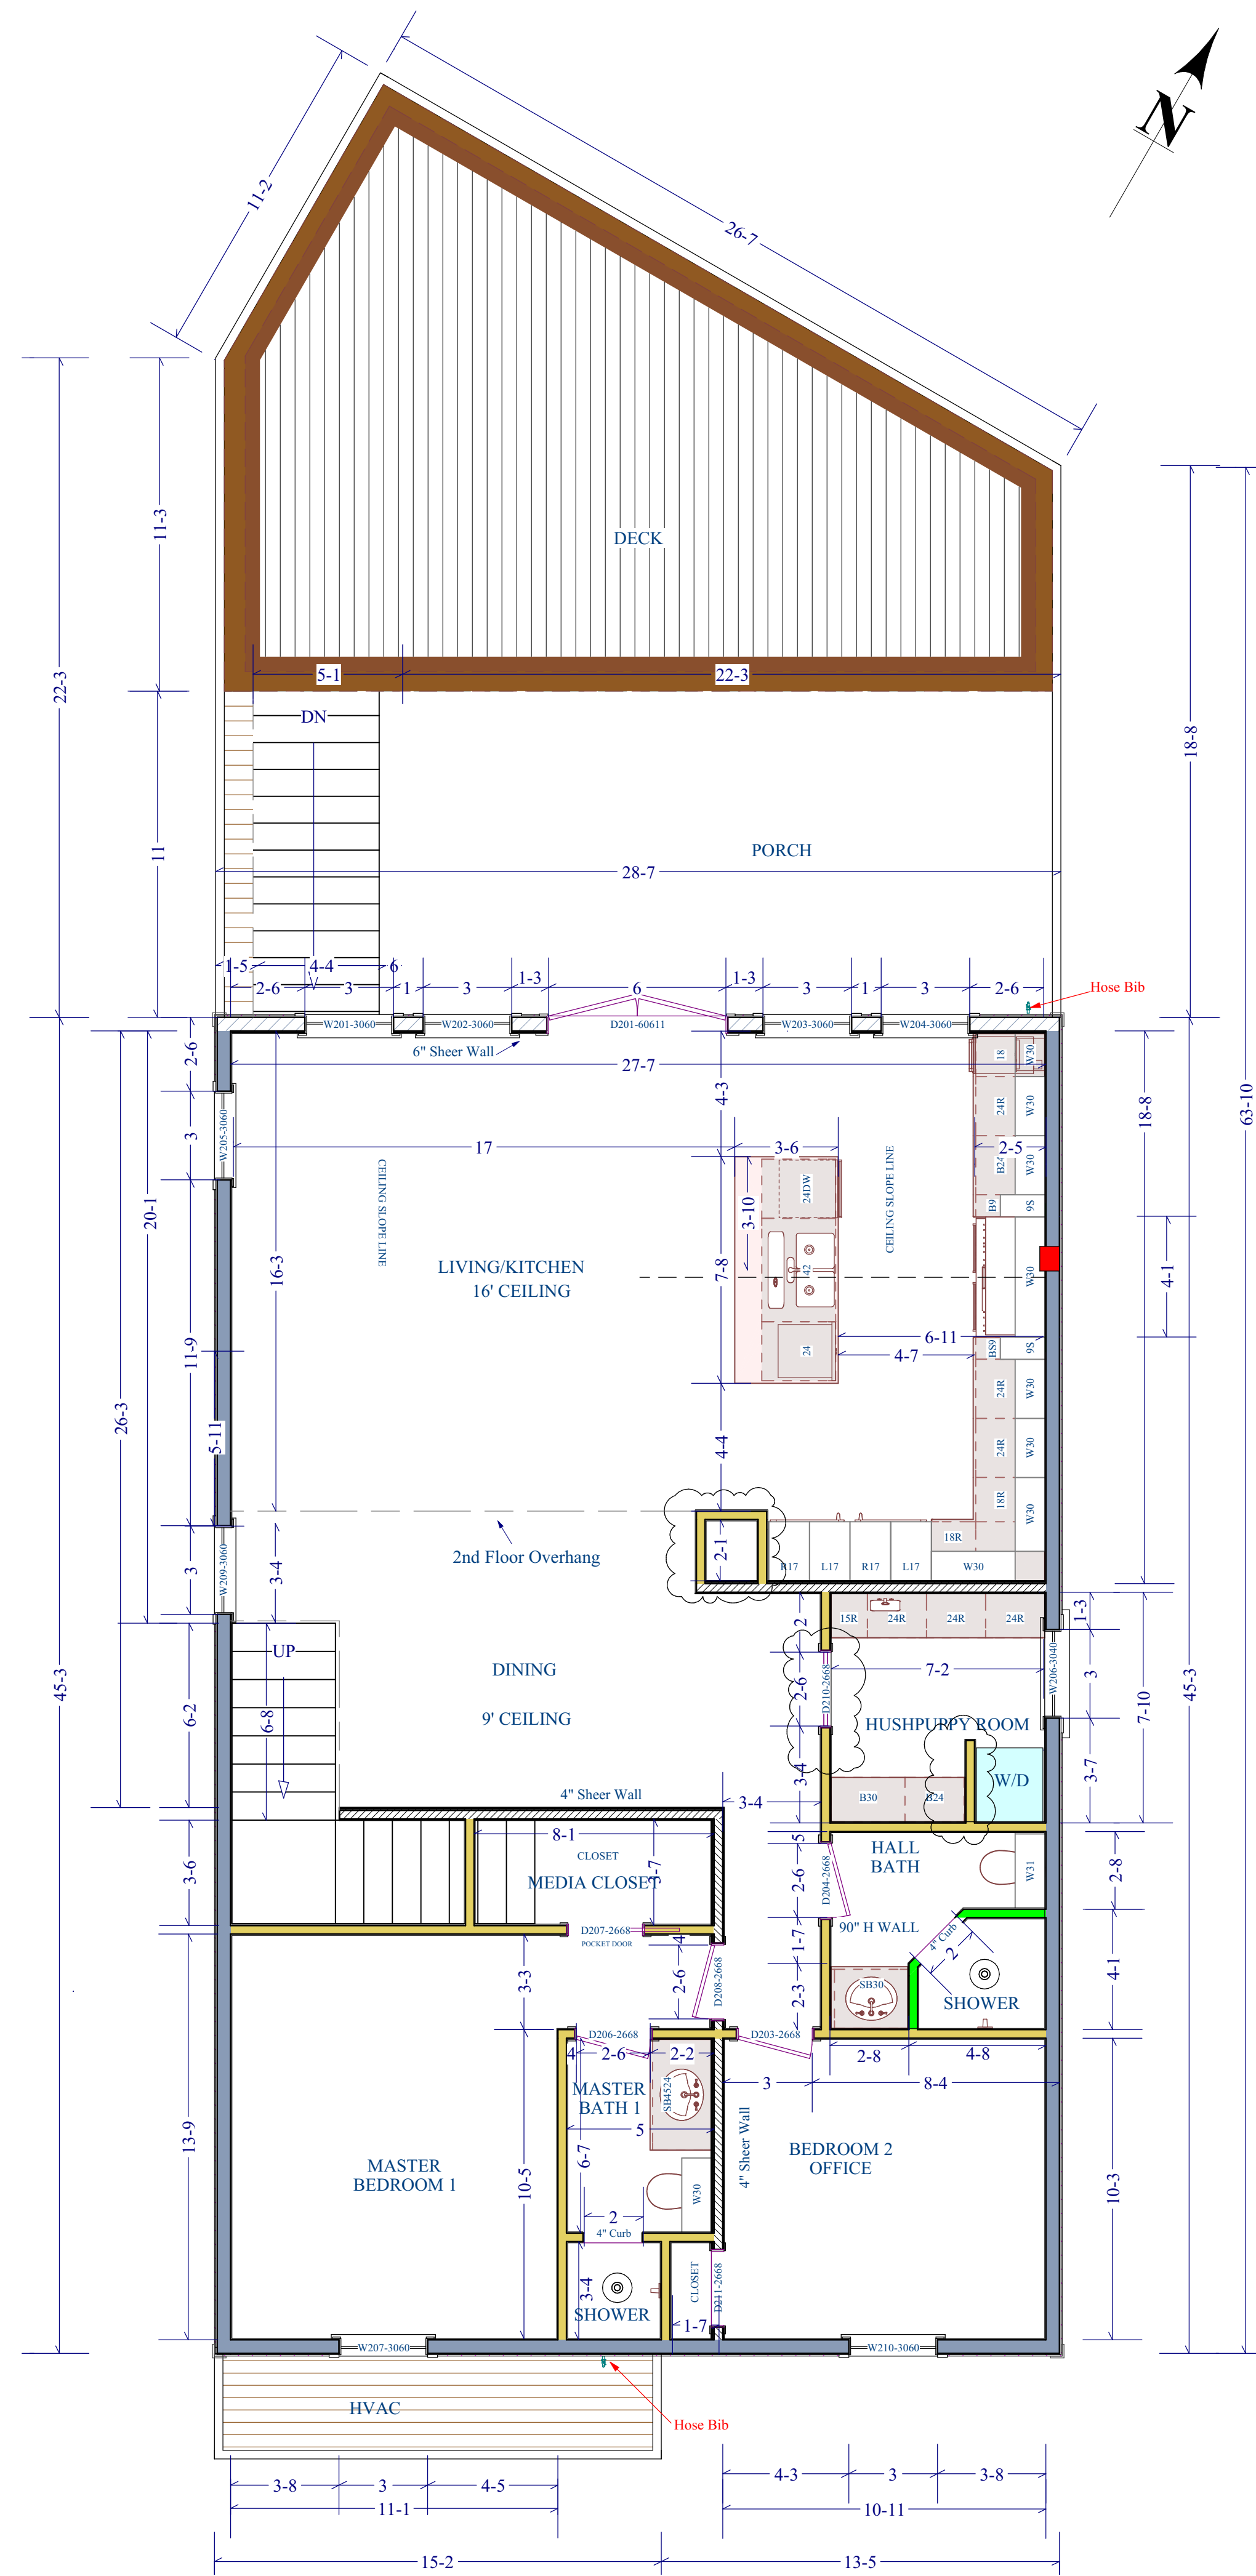 N
11-2
26-7
11-3
22-3
DECK
18-8
63-10
5-1
22-3
DN
11
PORCH
28-7
1-5
4-4
6
2-6
3
1
3
1-3
6
1-3
3
1
3
2-6
Hose Bib
W201-3060
W202-3060
D201-60611
W203-3060
W204-3060
6" Sheer Wall
27-7
2-6
4-3
18
W30
24R
W30
W205-3060
3
17
3-6
2-5
B24
W30
18-8
CEILING SLOPE LINE
CEILING SLOPE LINE
24DW
3-10
B9
9S
20-1
16-3
7-8
LIVING/KITCHEN
16' CEILING
42
W30
4-1
11-9
6-11
4-7
24
BS9
9S
24R
W30
26-3
5-11
4-4
24R
W30
18R
W30
2nd Floor Overhang
2-1
18R
R17
L17
R17
L17
W30
W209-3060
3
3-4
15R
24R
24R
24R
2
1-3
UP
DINING
9' CEILING
7-2
W206-3040
3
7-10
45-3
45-3
6-2
6-8
2-6
D210-2668
HUSHPUPPY ROOM
3-7
W/D
3-4
B30
B24
4" Sheer Wall
3-4
8-1
CLOSET
MEDIA CLOSET
3-7
3-6
5
HALL
BATH
2-6
D204-2668
W31
2-8
D207-2668
POCKET DOOR
4
90" H WALL
1-7
4" Curb
2
4-1
3-3
2-6
D208-2668
2-3
SB30
SHOWER
D206-2668
D203-2668
4
2-6
2-2
2-8
4-8
3
8-4
MASTER
BATH 1
SB4524
5
13-9
10-5
6-7
4" Sheer Wall
BEDROOM 2
OFFICE
10-3
MASTER
BEDROOM 1
W30
2
4" Curb
3-4
CLOSET
D211-2668
SHOWER
1-7
W207-3060
W210-3060
HVAC
Hose Bib
3-8
3
4-5
4-3
3
3-8
11-1
10-11
15-2
13-5